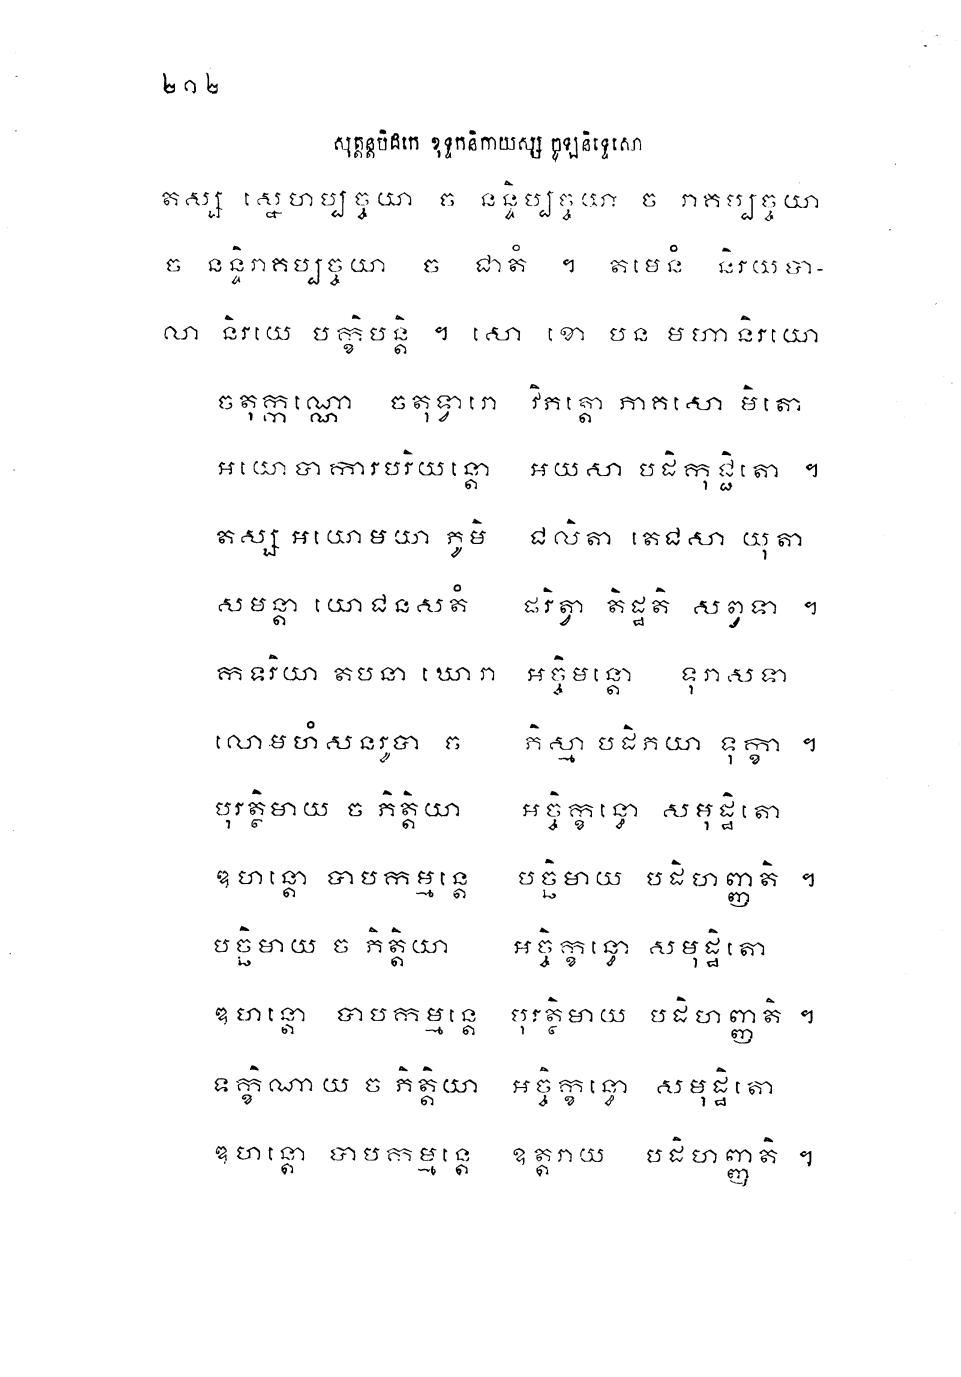 ២១២
សុត្តន្តបិដកេ ខុទ្ទកនិកាយស្ស ចូឡនិទ្ទេសោ
តស្ស ស្នេហប្បច្ចយា ច នន្ទិប្បច្ចយា ច រាគប្បច្ចយា
ច នន្ទិរាគប្បច្ចយា ច ជាតំ ។ តមេនំ និរយបា-
លា និរយេ បក្ខិបន្តិ ។ សោ ខោ បន មហានិរយោ
ចតុក្កណ្ណោ ចតុទ្វារោ វិភត្តោ ភាគសោ មិតោ
អយោបាការបរិយន្តោ អយសា បដិកុជ្ជិតោ ។
តស្ស អយោមយា ភូមិ ជលិតា តេជសា យុតា
សមន្តា យោជនសតំ ផរិត្វា តិដ្ឋតិ សព្វទា ។
កទរិយា តបនា ឃោរា អច្ចិមន្តោ ទុរាសទា
លោមហំសនរូបា ច ភិស្មា បដិភយា ទុក្ខា ។
បុរត្ថិមាយ ច ភិត្តិយា អច្ចិក្ខន្ធោ សមុដ្ឋិតោ
ឌុហន្តោ បាបកម្មន្តេ បច្ឆិមាយ បដិហញ្ញតិ ។
បច្ឆិមាយ ច ភិត្តិយា អច្ចិក្ខន្ធោ សមុដ្ឋិតោ
ឌុហន្តោ បាបកម្មន្តេ បុរត្ថិមាយ បដិហញ្ញតិ ។
ទក្ខិណាយ ច ភិត្តិយា អច្ចិក្ខន្ធោ សមុដ្ឋិតោ
ឌុហន្តោ បាបកម្មន្តេ ឧត្តរាយ បដិហញ្ញតិ ។